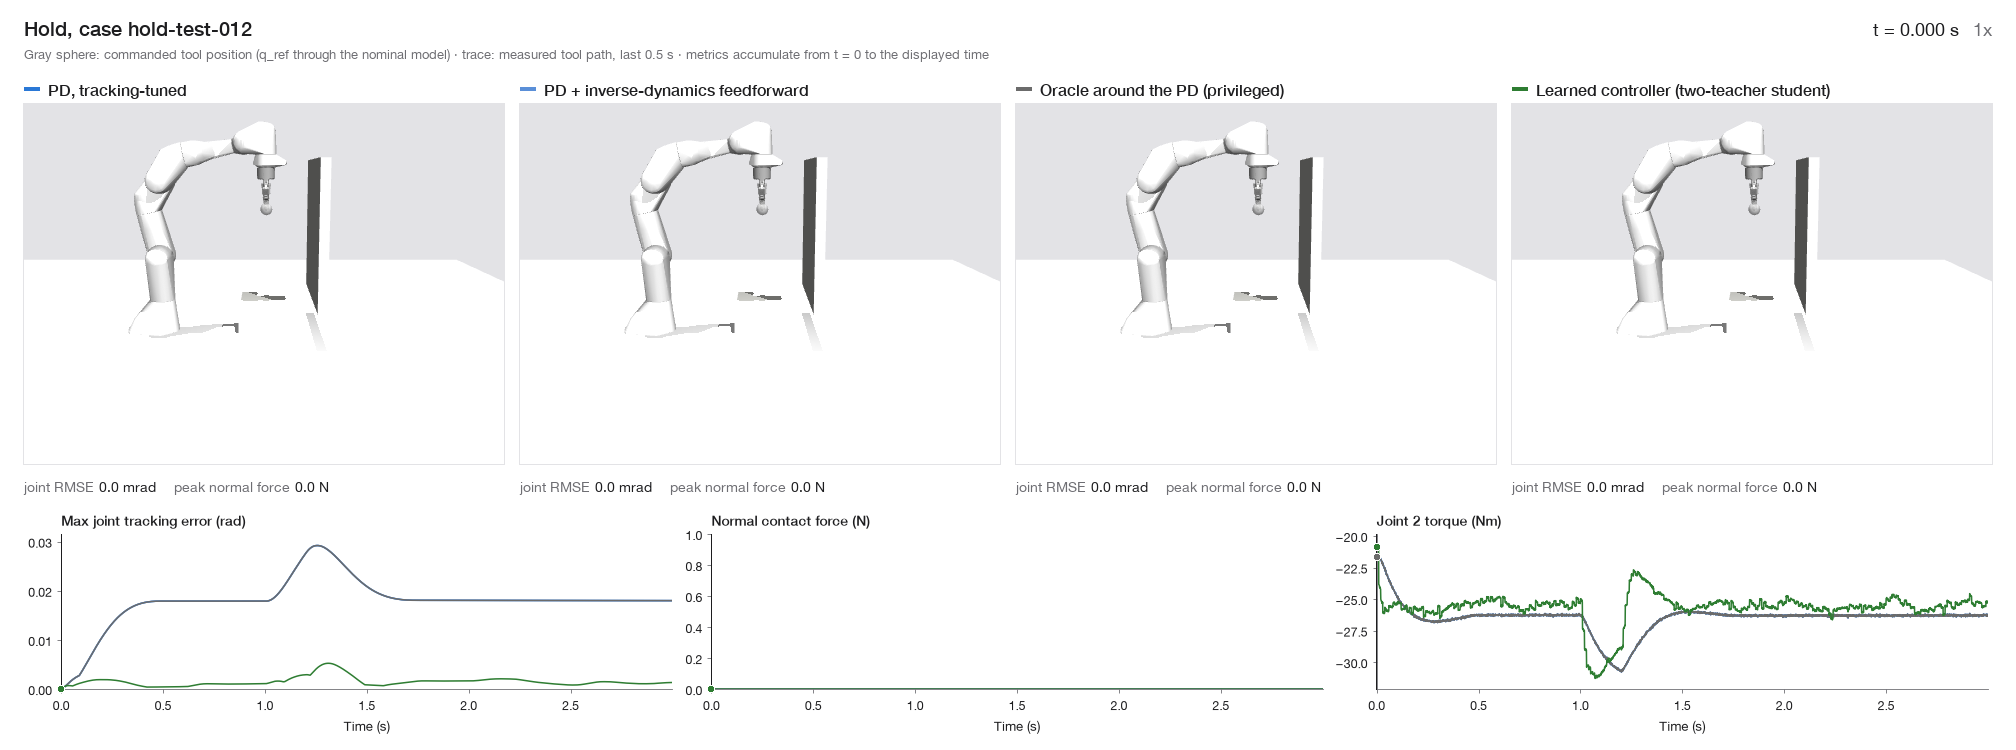 Hold, case hold-test-012
t = 0.000 s 1x
Gray sphere: commanded tool position (q_ref through the nominal model) · trace: measured tool path, last 0.5 s · metrics accumulate from t = 0 to the displayed time
PD, tracking-tuned
PD + inverse-dynamics feedforward
Oracle around the PD (privileged)
Learned controller (two-teacher student)
joint RMSE 0.0 mrad peak normal force 0.0 N
joint RMSE 0.0 mrad peak normal force 0.0 N
joint RMSE 0.0 mrad peak normal force 0.0 N
joint RMSE 0.0 mrad peak normal force 0.0 N
Max joint tracking error (rad)
0.03
0.02
0.01
0.00
0.0 0.5 1.0 1.5 2.0 2.5
Time (s)
Normal contact force (N)
1.0
0.8
0.6
0.4
0.2
0.0
0.0 0.5 1.0 1.5 2.0 2.5
Time (s)
Joint 2 torque (Nm)
−20.0
−22.5
−25.0
−27.5
−30.0
0.0 0.5 1.0 1.5 2.0 2.5
Time (s)